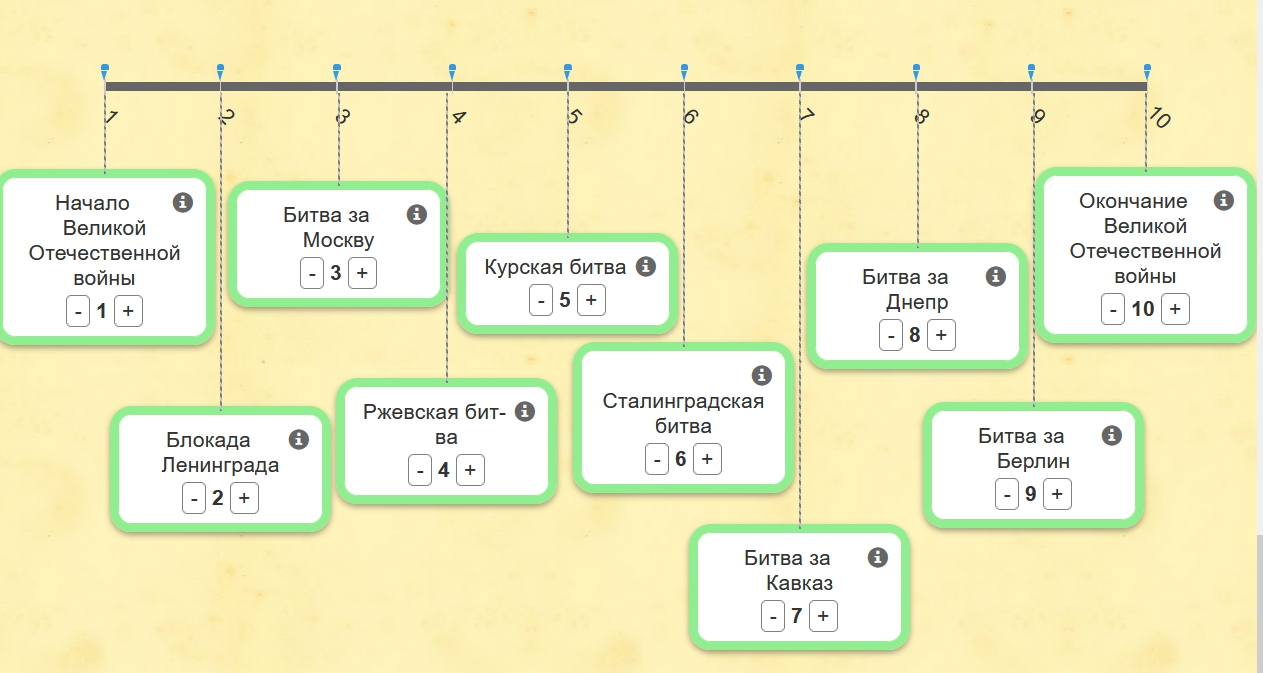 1
2
3
4
5
6
7
8
9
10
Начало
Великой
Отечественной
войны
- 1 +
Блокада
Ленинграда
- 2 +
Битва за
Москву
- 3 +
Ржевская бит-
ва
- 4 +
Курская битва
- 5 +
Сталинградская
битва
- 6 +
Битва за
Кавказ
- 7 +
Битва за
Днепр
- 8 +
Битва за
Берлин
- 9 +
Окончание
Великой
Отечественной
войны
- 10 +